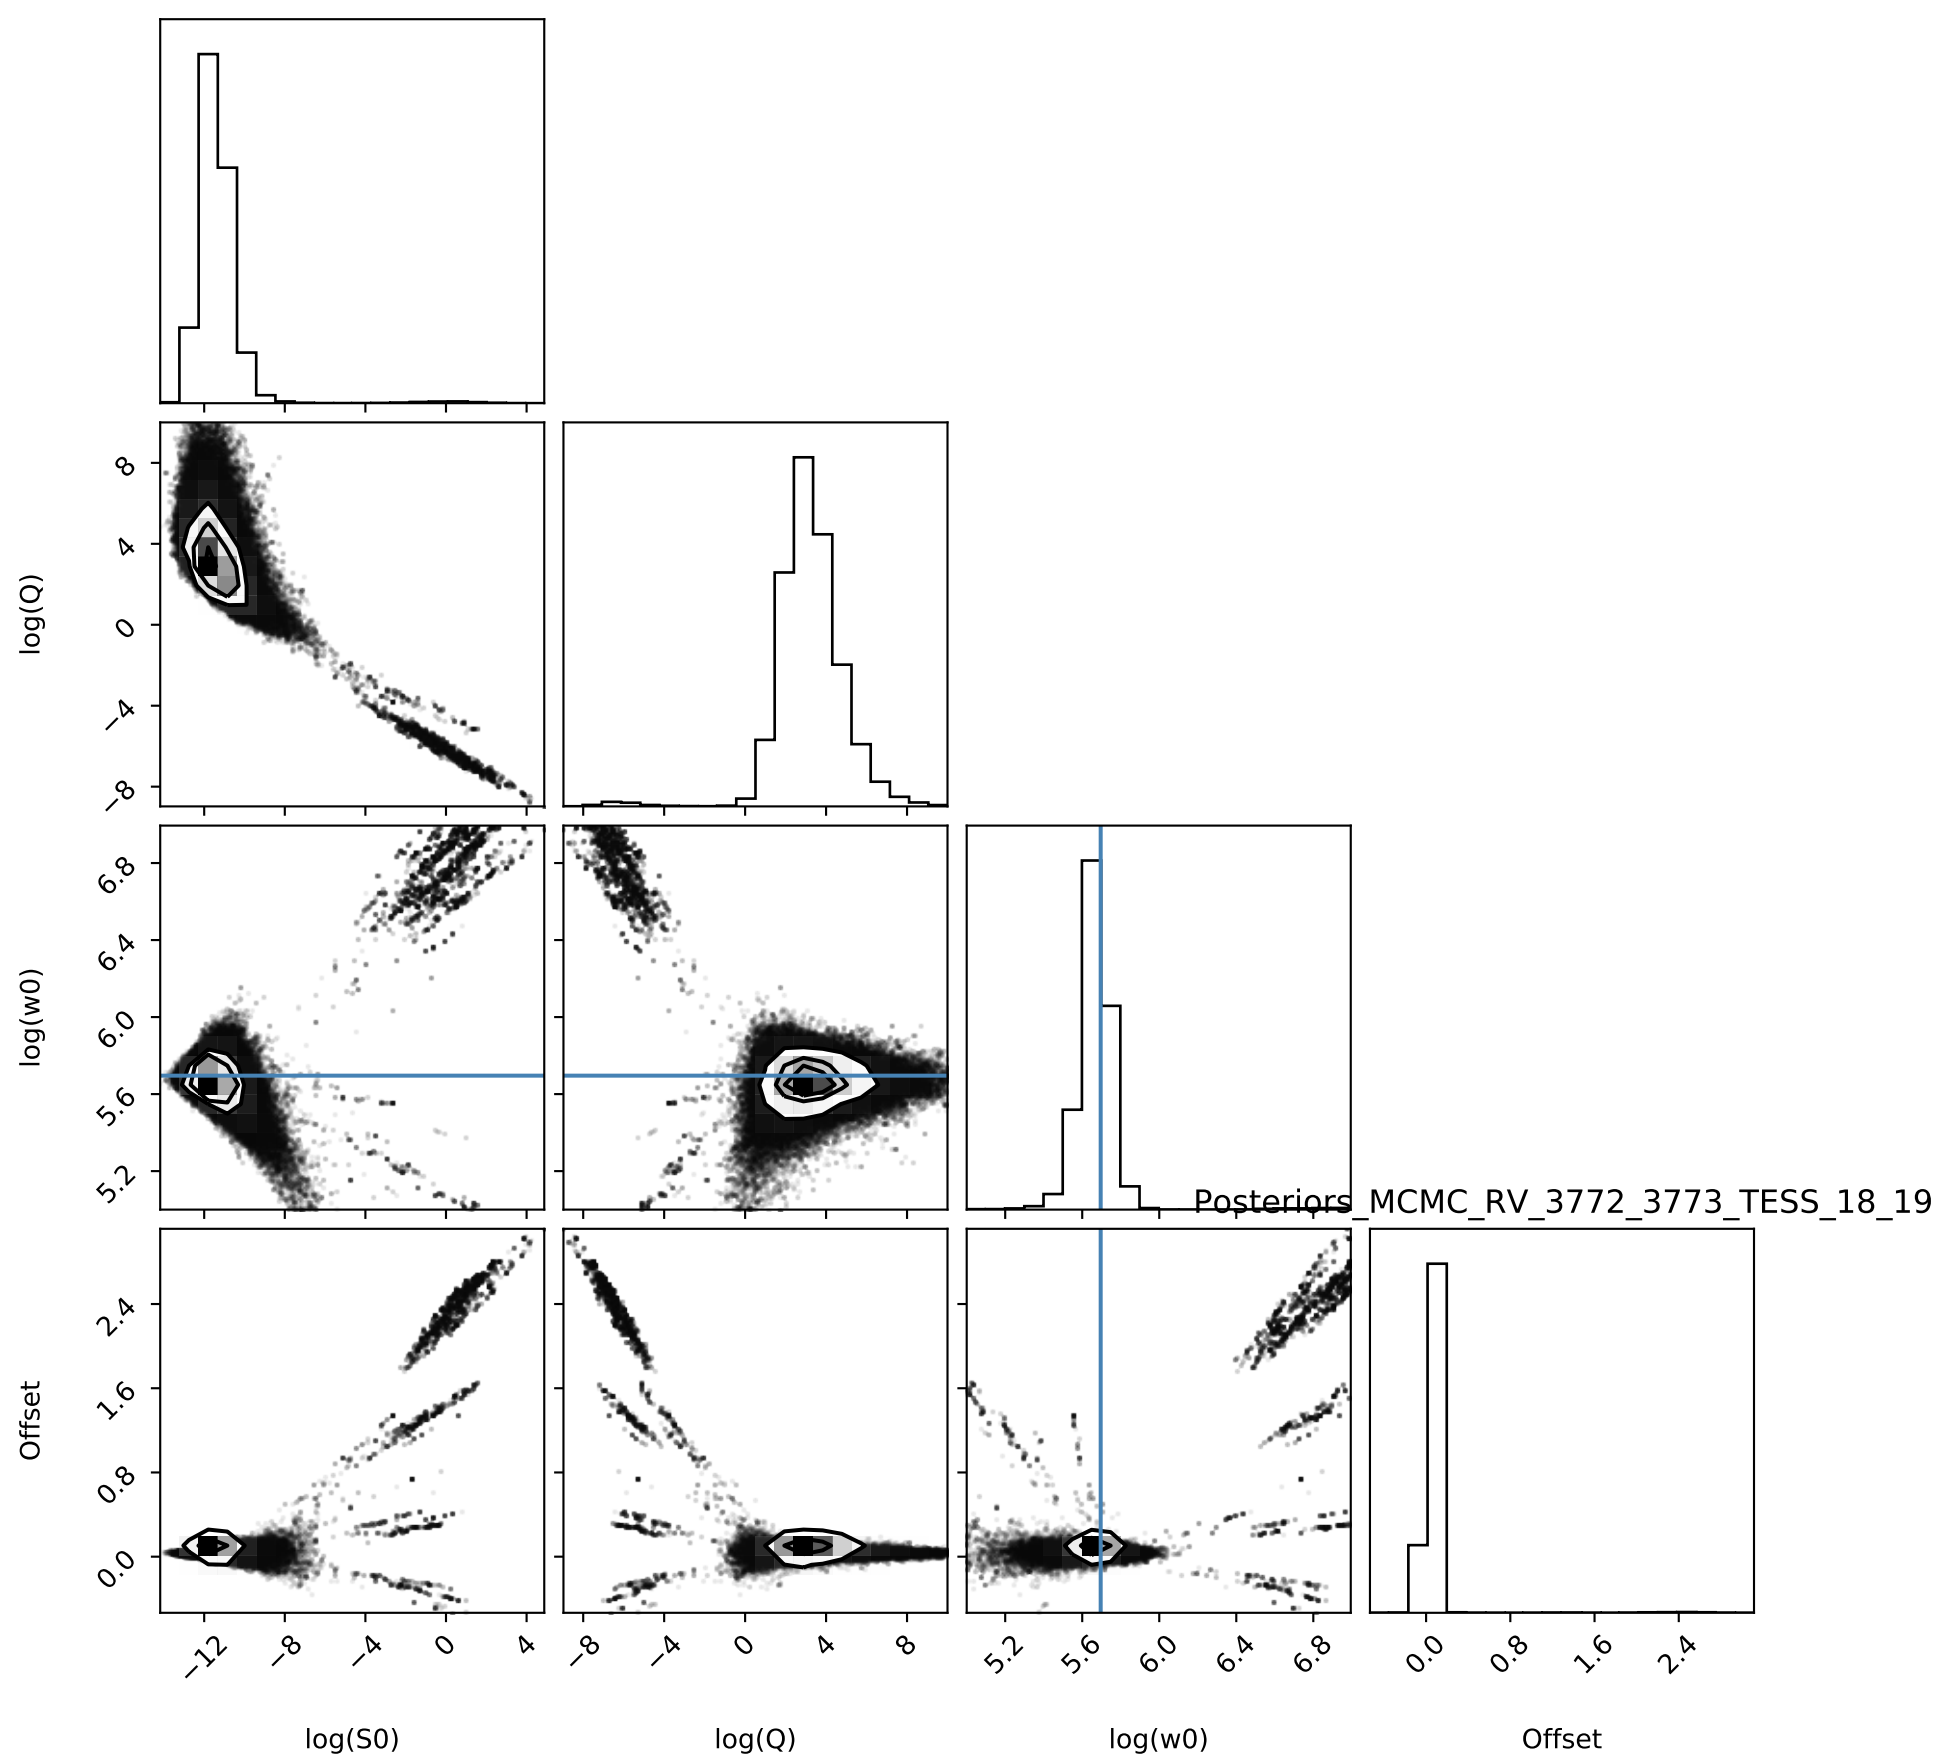 log(Q)
8
4
0
−4
−8
log(w0)
6.8
6.4
6.0
5.6
5.2
Posteriors_MCMC_RV_3772_3773_TESS_18_19
Offset
2.4
1.6
0.8
0.0
−12 −8 −4 0 4
−8 −4 0 4 8
5.2 5.6 6.0 6.4 6.8
0.0 0.8 1.6 2.4
log(S0) log(Q) log(w0) Offset